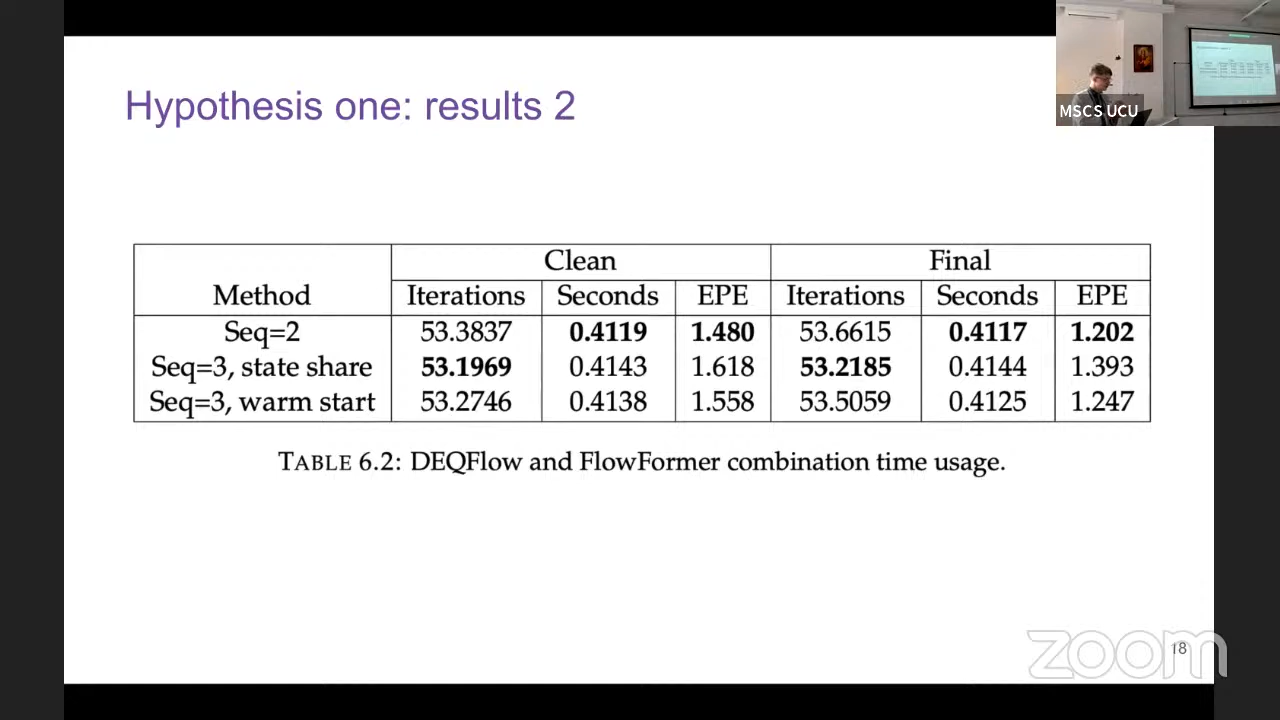 Hypothesis one: results 2
MSCS UCU
Clean Final
Method Iterations Seconds EPE Iterations Seconds EPE
Seq=2 53.3837 0.4119 1.480 53.6615 0.4117 1.202
Seq=3, state share 53.1969 0.4143 1.618 53.2185 0.4144 1.393
Seq=3, warm start 53.2746 0.4138 1.558 53.5059 0.4125 1.247
TABLE 6.2: DEQFlow and FlowFormer combination time usage.
zoom
18